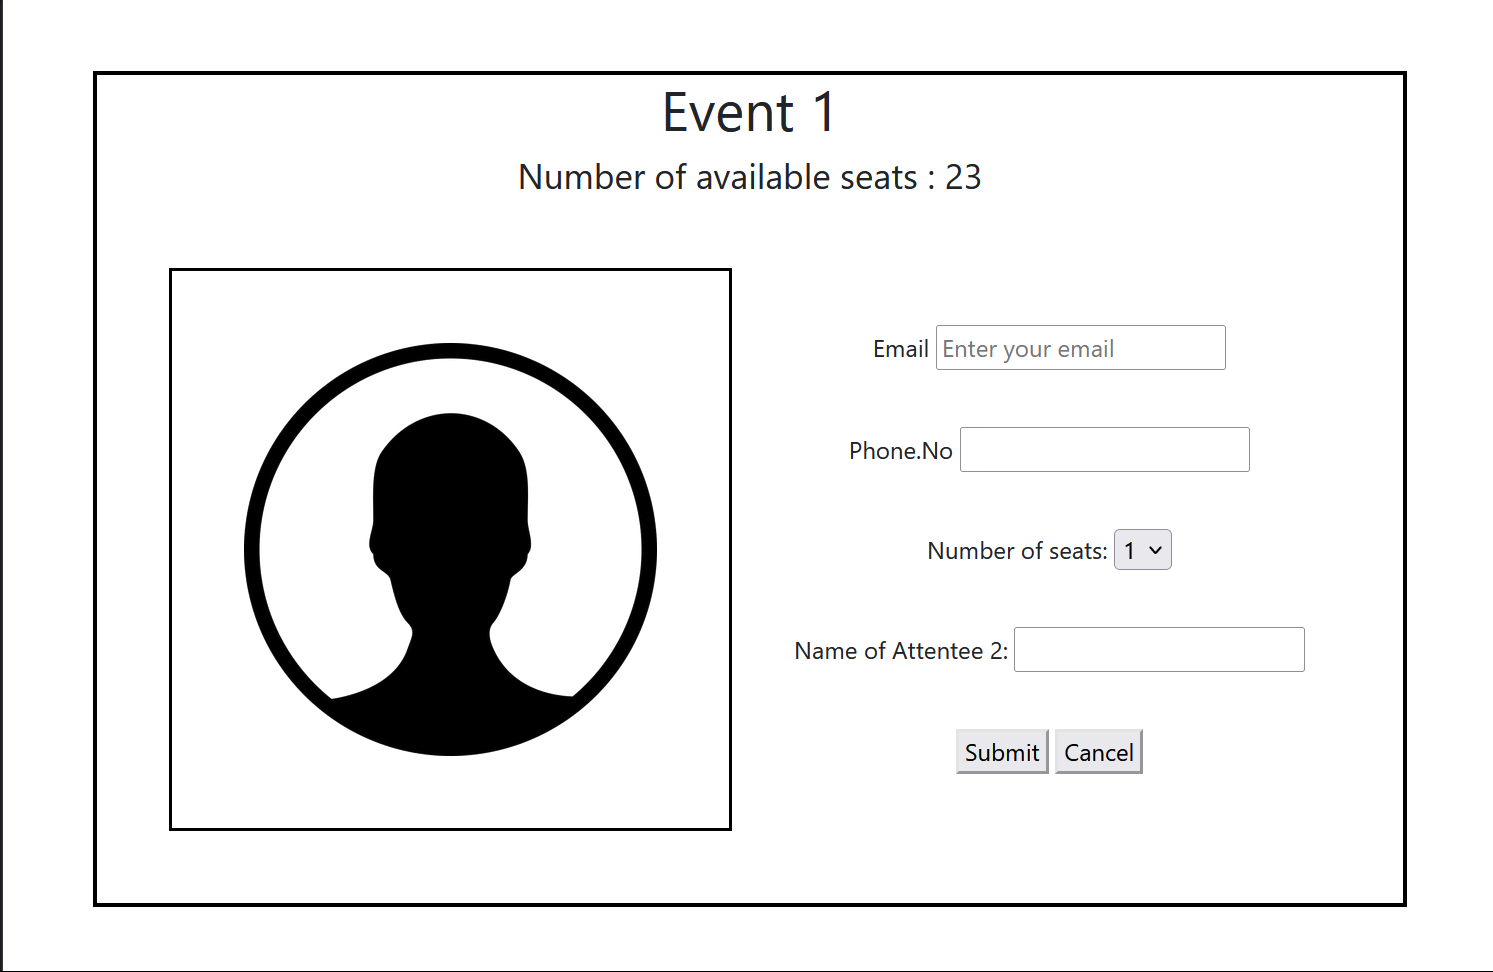 Event 1
Number of available seats : 23
Email Enter your email
Phone.No
Number of seats: 1
Name of Attentee 2:
Submit Cancel